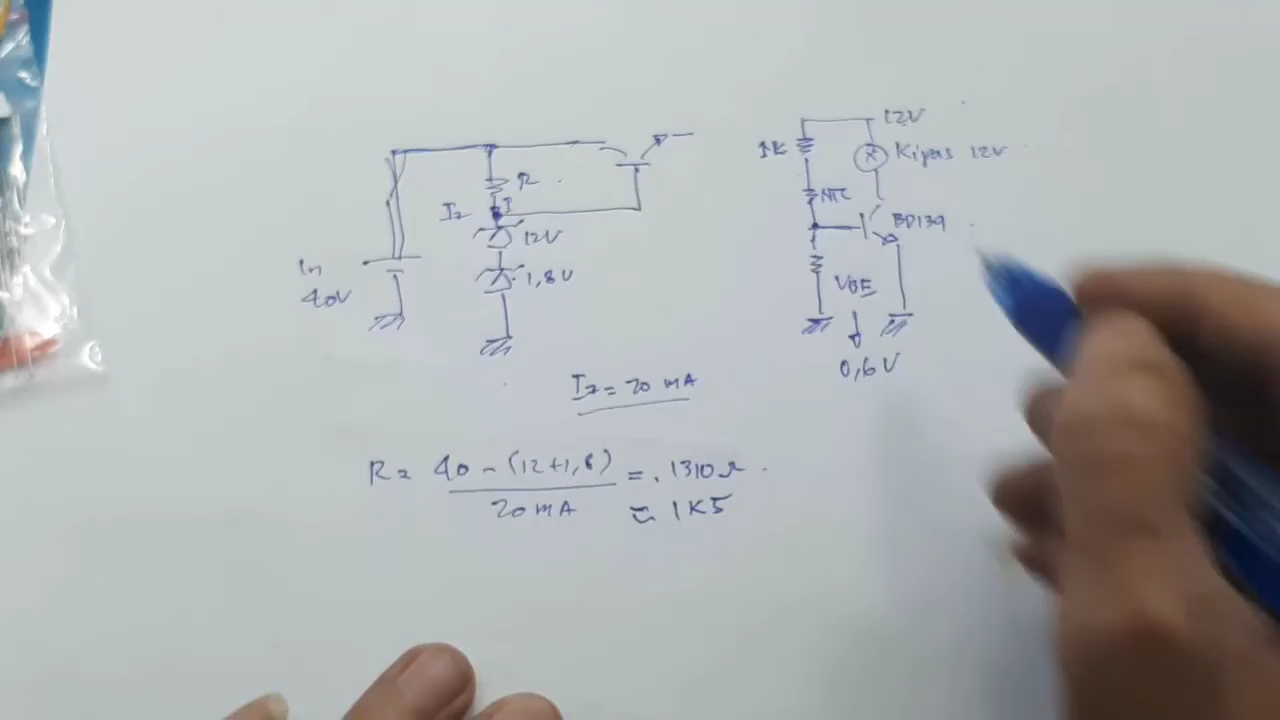 R
Iz
I
12V
1,8V
In
40V
Iz = 20 mA
R = 40 - (12+1,8) = 1310Ω
20 mA ≈ 1K5
12V
1K
Kipas 12V
NTC
BD139
VBE
0,6V